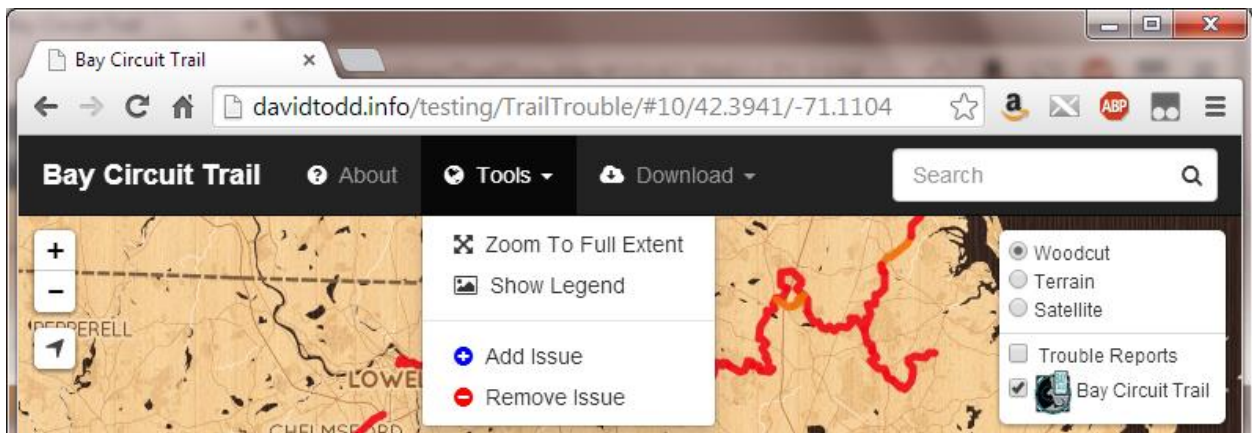 Bay Circuit Trail
davidtodd.info/testing/TrailTrouble/#10/42.3941/-71.1104
a
ABP
Bay Circuit Trail About Tools Download Search
+
−
Zoom To Full Extent
Show Legend
Add Issue
Remove Issue
Woodcut
Terrain
Satellite
Trouble Reports
Bay Circuit Trail
PEPPERELL
LOWEL
CHELMSFORD